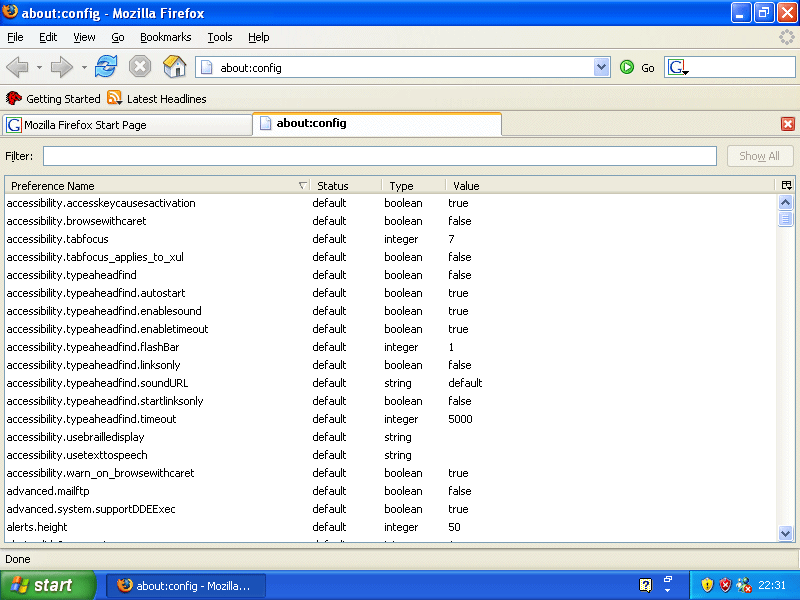 about:config - Mozilla Firefox
File Edit View Go Bookmarks Tools Help
about:config Go G
Getting Started Latest Headlines
G Mozilla Firefox Start Page about:config
Filter: Show All
Preference Name Status Type Value
accessibility.accesskeycausesactivation default boolean true
accessibility.browsewithcaret default boolean false
accessibility.tabfocus default integer 7
accessibility.tabfocus_applies_to_xul default boolean false
accessibility.typeaheadfind default boolean false
accessibility.typeaheadfind.autostart default boolean true
accessibility.typeaheadfind.enablesound default boolean true
accessibility.typeaheadfind.enabletimeout default boolean true
accessibility.typeaheadfind.flashBar default integer 1
accessibility.typeaheadfind.linksonly default boolean false
accessibility.typeaheadfind.soundURL default string default
accessibility.typeaheadfind.startlinksonly default boolean false
accessibility.typeaheadfind.timeout default integer 5000
accessibility.usebrailledisplay default string
accessibility.usetexttospeech default string
accessibility.warn_on_browsewithcaret default boolean true
advanced.mailftp default boolean false
advanced.system.supportDDEExec default boolean true
alerts.height default integer 50
Done
start about:config - Mozilla... 22:31